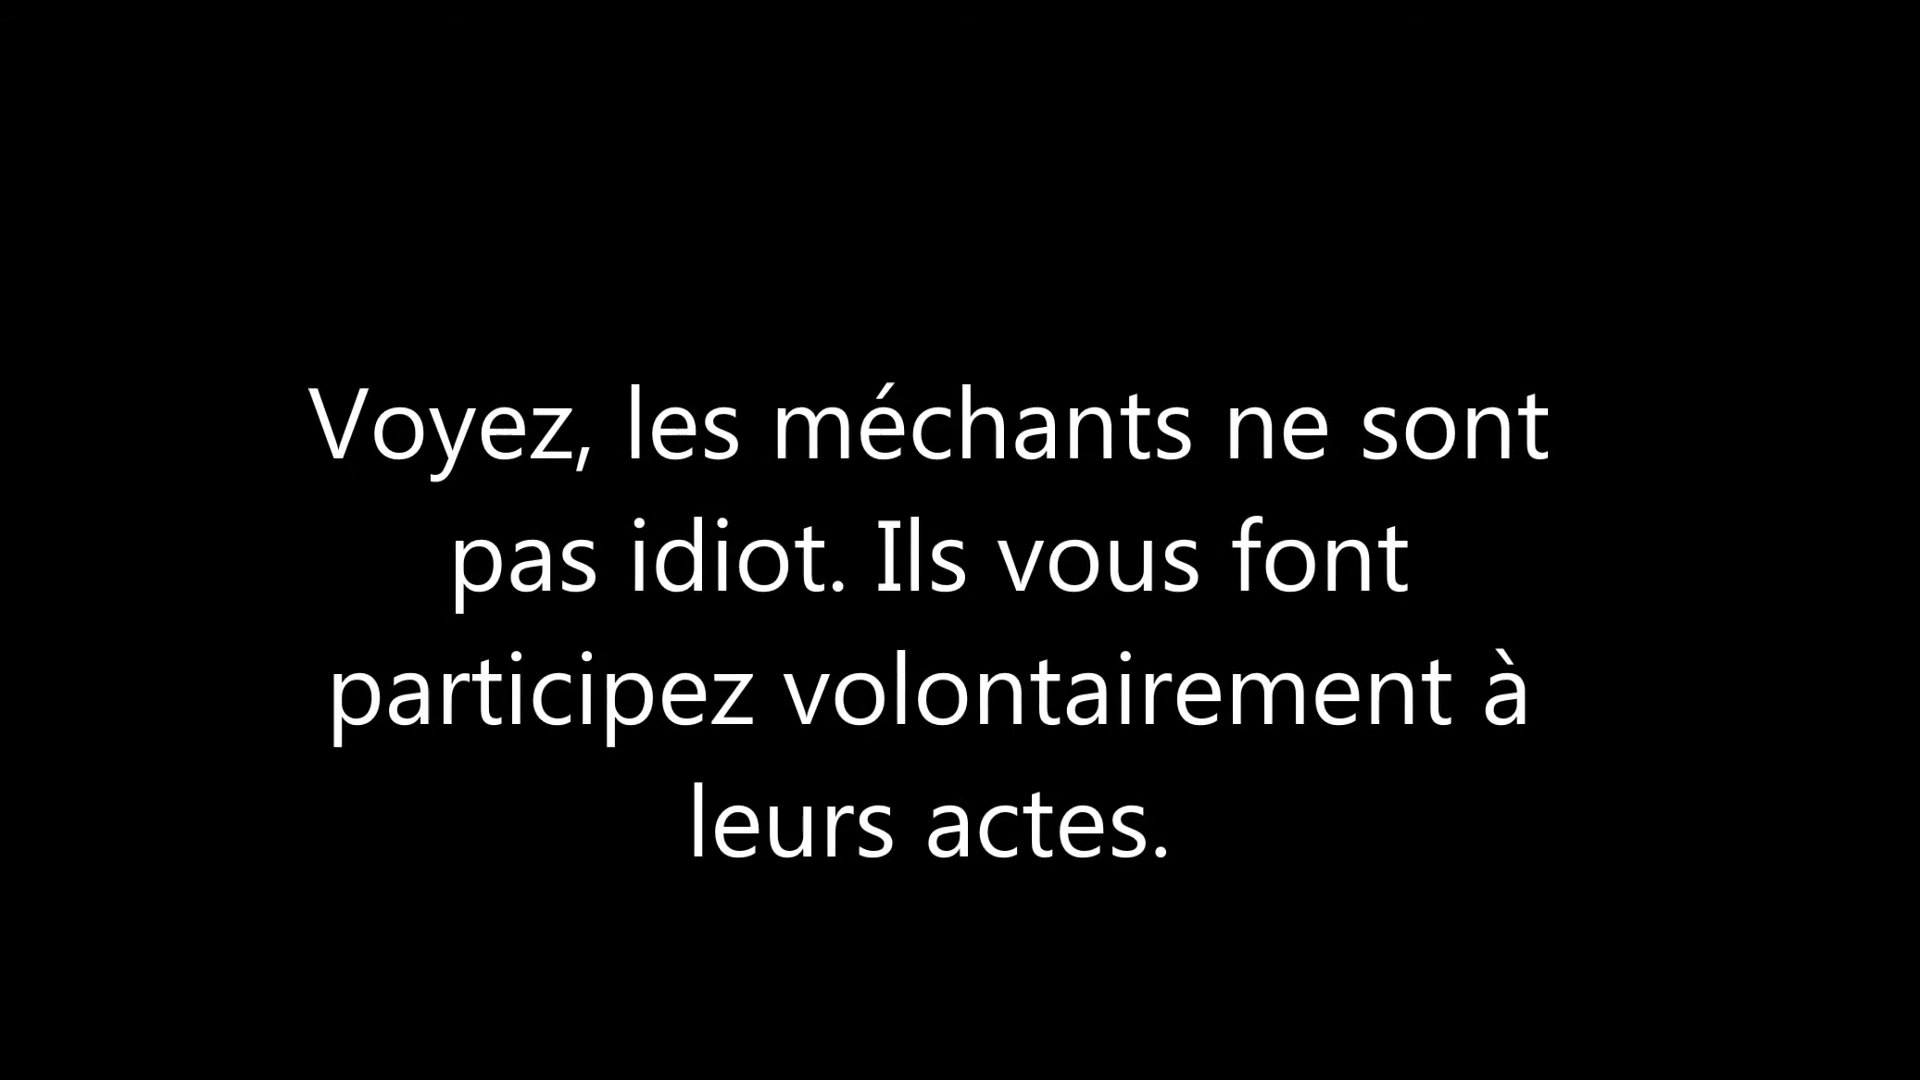 Voyez, les méchants ne sont
pas idiot. Ils vous font
participez volontairement à
leurs actes.